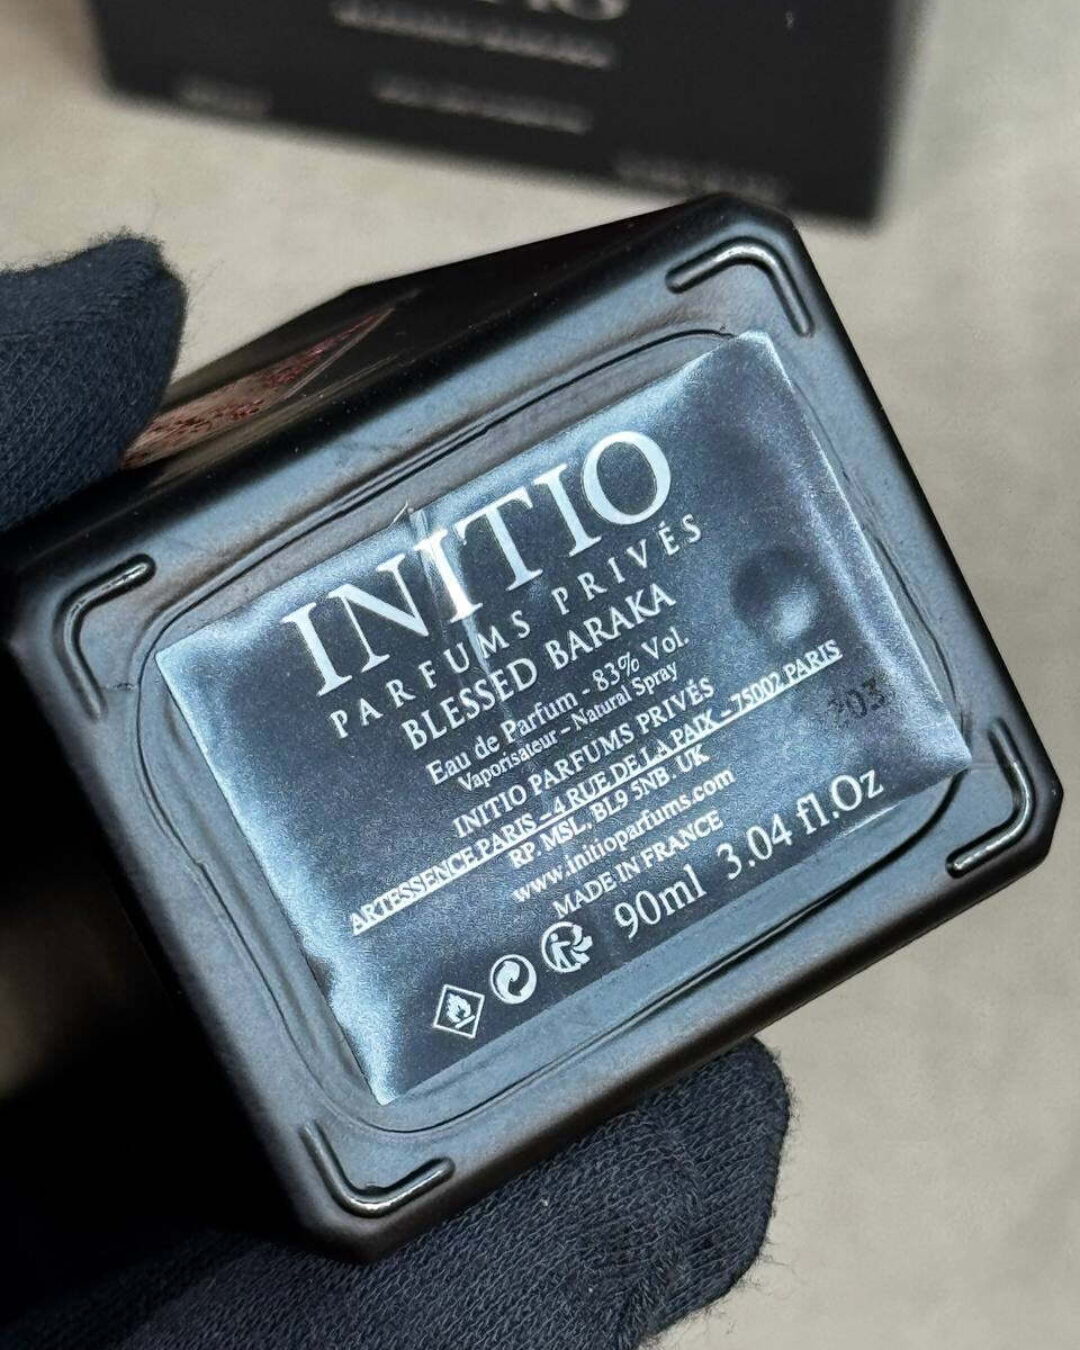 INITIO
PARFUMS PRIVÉS
BLESSED BARAKA
Eau de Parfum - 83% Vol.
Vaporisateur - Natural Spray
INITIO PARFUMS PRIVÉS
ARTESSENCE PARIS - 4 RUE DE LA PAIX - 75002 PARIS
RP. MSL, BL9 5NB. UK
www.initioparfums.com
MADE IN FRANCE
90ml 3.04 fl.Oz